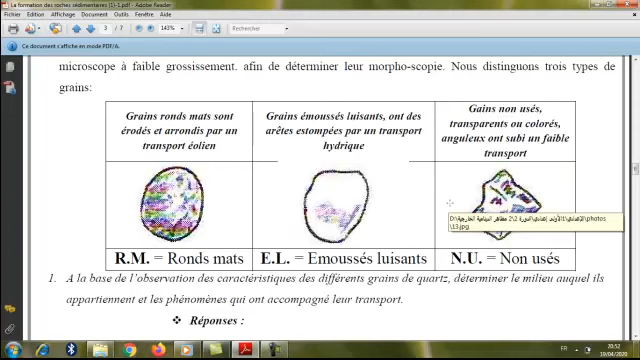 La formation des roches sédimentaires (1)-1.pdf - Adobe Reader
Fichier Edition Affichage Document Outils Fenêtre Aide
3 / 7 143% Rechercher
Ce document s'affiche en mode PDF/A.
microscope à faible grossissement. afin de déterminer leur morpho-scopie. Nous distinguons trois types de
grains:
Grains ronds mats sont
érodés et arrondis par un
transport éolien
Grains émoussés luisants, ont des
arêtes estompées par un transport
hydrique
Gains non usés,
transparents ou colorés,
anguleux ont subi un faible
transport
\13.jpg
R.M. = Ronds mats
E.L. = Emoussés luisants
N.U. = Non usés
1. A la base de l'observation des caractéristiques des différents grains de quartz, déterminer le milieu auquel ils
appartiennent et les phénomènes qui ont accompagné leur transport.
❖ Réponses :
FR
20:52
19/04/2020